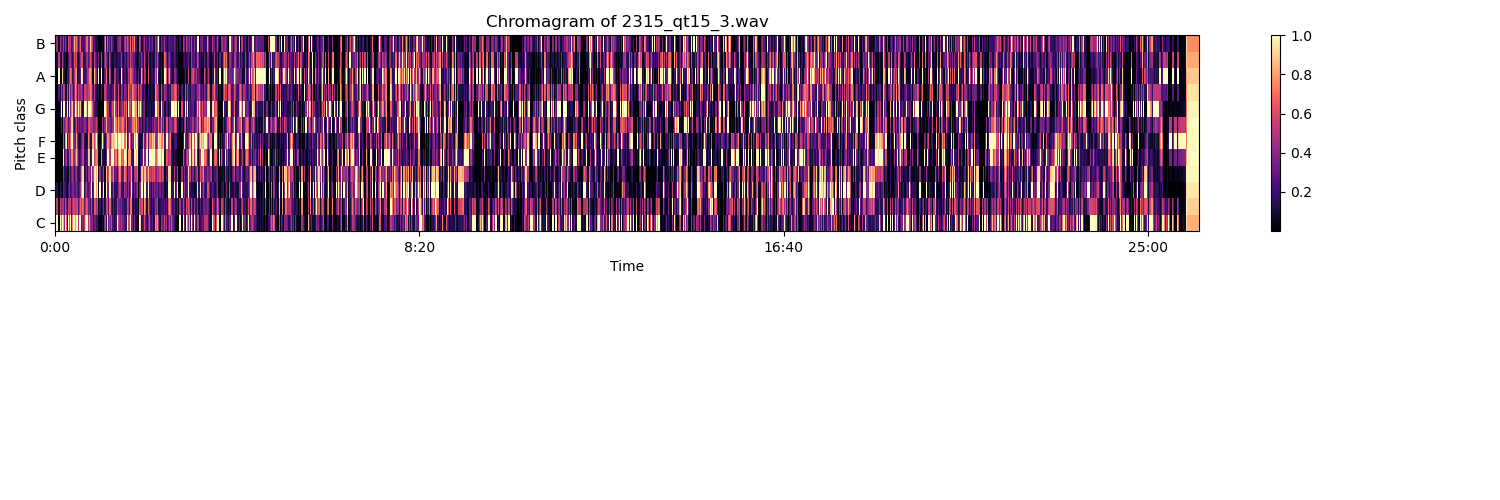 Chromagram of 2315_qt15_3.wav
Pitch class
B
A
G
F
E
D
C
0:00 8:20 16:40 25:00
Time
1.0
0.8
0.6
0.4
0.2